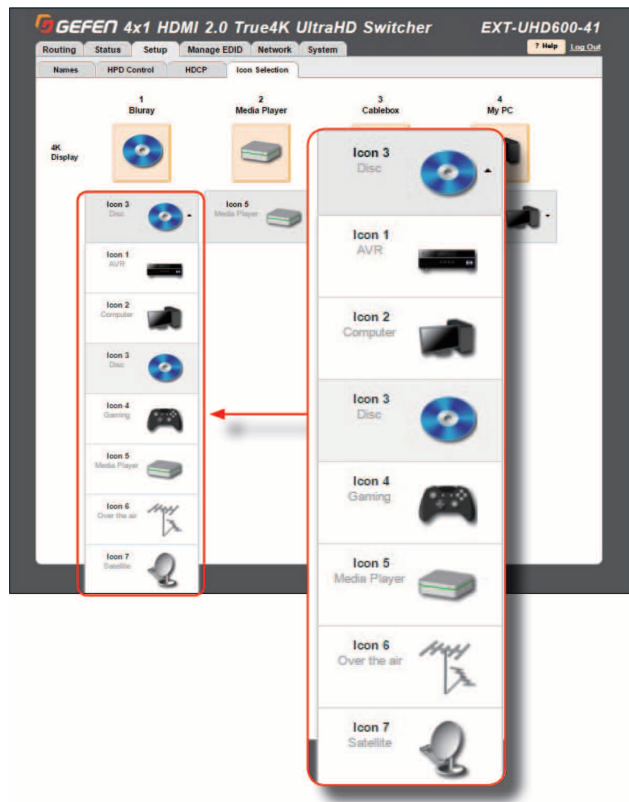 GEFEN 4x1 HDMI 2.0 True4K UltraHD Switcher EXT-UHD600-41
Routing Status Setup Manage EDID Network System ? Help Log Out
Names HPD Control HDCP Icon Selection
1 2 3 4
Bluray Media Player Cablebox My PC
4K
Display
Icon 3
Disc
Icon 5
Media Player
Icon 1
AVR
Icon 2
Computer
Icon 3
Disc
Icon 4
Gaming
Icon 5
Media Player
Icon 6
Over the air
Icon 7
Satellite
Icon 3
Disc
Icon 1
AVR
Icon 2
Computer
Icon 3
Disc
Icon 4
Gaming
Icon 5
Media Player
Icon 6
Over the air
Icon 7
Satellite